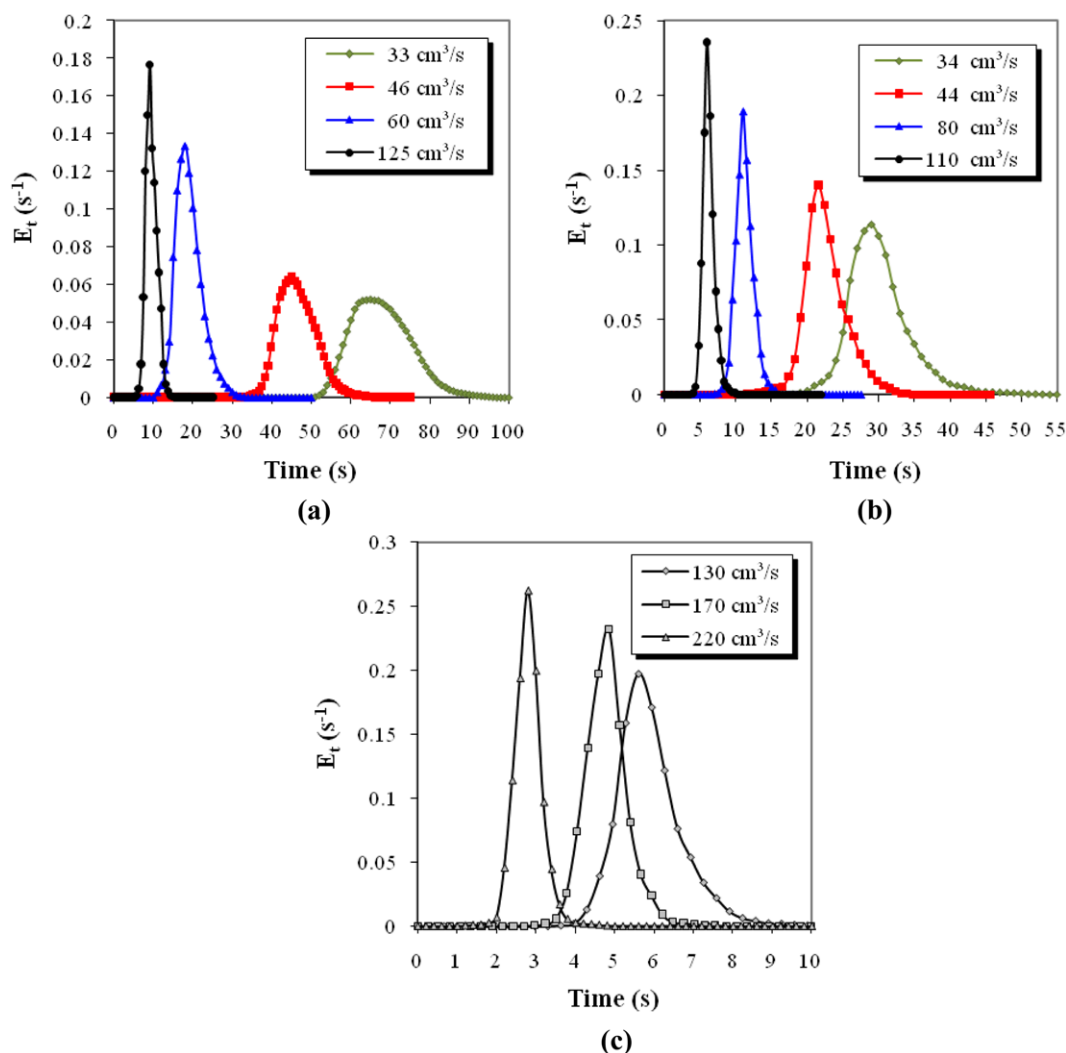 0.2
0.18
0.16
0.14
0.12
0.1
0.08
0.06
0.04
0.02
0
E_t (s⁻¹)
33 cm³/s
46 cm³/s
60 cm³/s
125 cm³/s
0 10 20 30 40 50 60 70 80 90 100
Time (s)
(a)
0.25
0.2
0.15
0.1
0.05
0
E_t (s⁻¹)
34 cm³/s
44 cm³/s
80 cm³/s
110 cm³/s
0 5 10 15 20 25 30 35 40 45 50 55
Time (s)
(b)
0.3
0.25
0.2
0.15
0.1
0.05
0
E_t (s⁻¹)
130 cm³/s
170 cm³/s
220 cm³/s
0 1 2 3 4 5 6 7 8 9 10
Time (s)
(c)